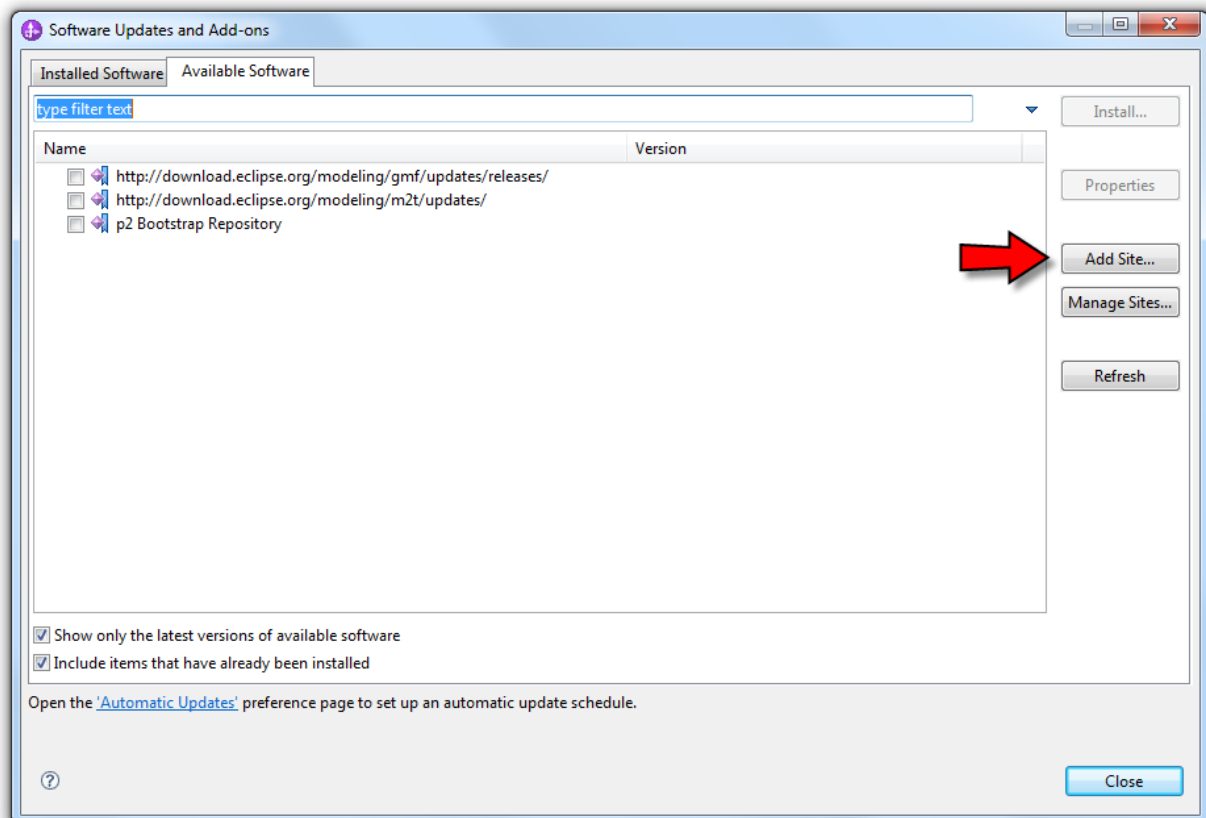 Software Updates and Add-ons
Installed Software
Available Software
type filter text
Install...
Name
Version
http://download.eclipse.org/modeling/gmf/updates/releases/
http://download.eclipse.org/modeling/m2t/updates/
p2 Bootstrap Repository
Properties
Add Site...
Manage Sites...
Refresh
Show only the latest versions of available software
Include items that have already been installed
Open the 'Automatic Updates' preference page to set up an automatic update schedule.
?
Close